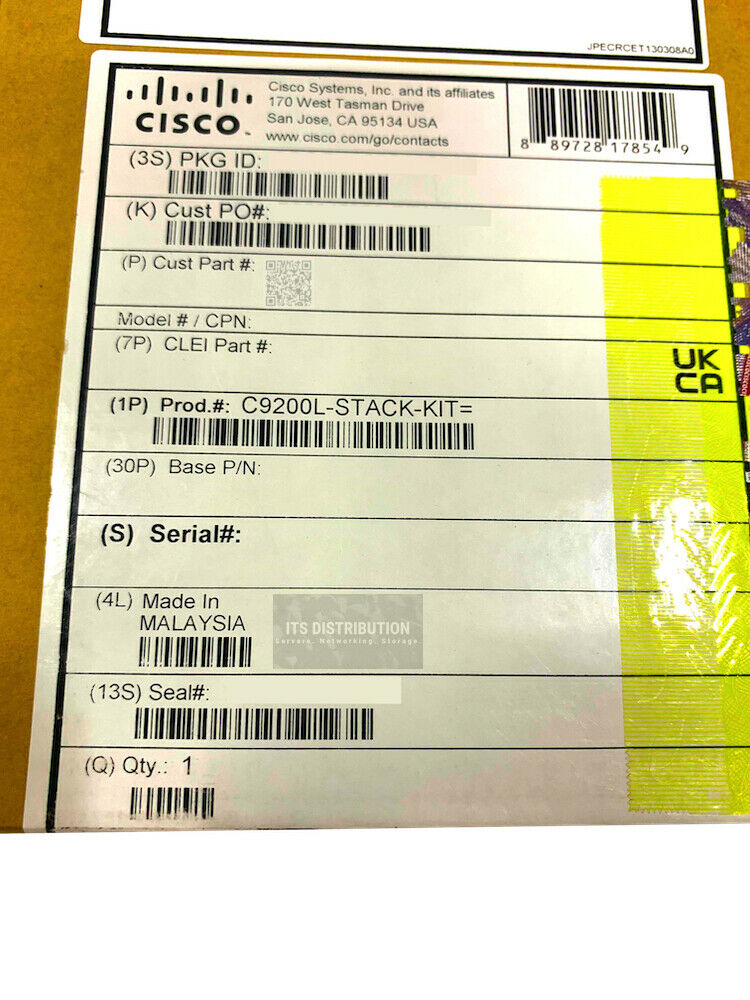 JPECRCET130308A0
CISCO
Cisco Systems, Inc. and its affiliates
170 West Tasman Drive
San Jose, CA 95134 USA
www.cisco.com/go/contacts
8 89728 17854 9
(3S) PKG ID:
(K) Cust PO#:
(P) Cust Part #:
Model # / CPN:
(7P) CLEI Part #:
UK
CA
(1P) Prod.#: C9200L-STACK-KIT=
(30P) Base P/N:
(S) Serial#:
(4L) Made In
MALAYSIA
ITS DISTRIBUTION
Servers. Networking. Storage.
(13S) Seal#:
(Q) Qty.: 1